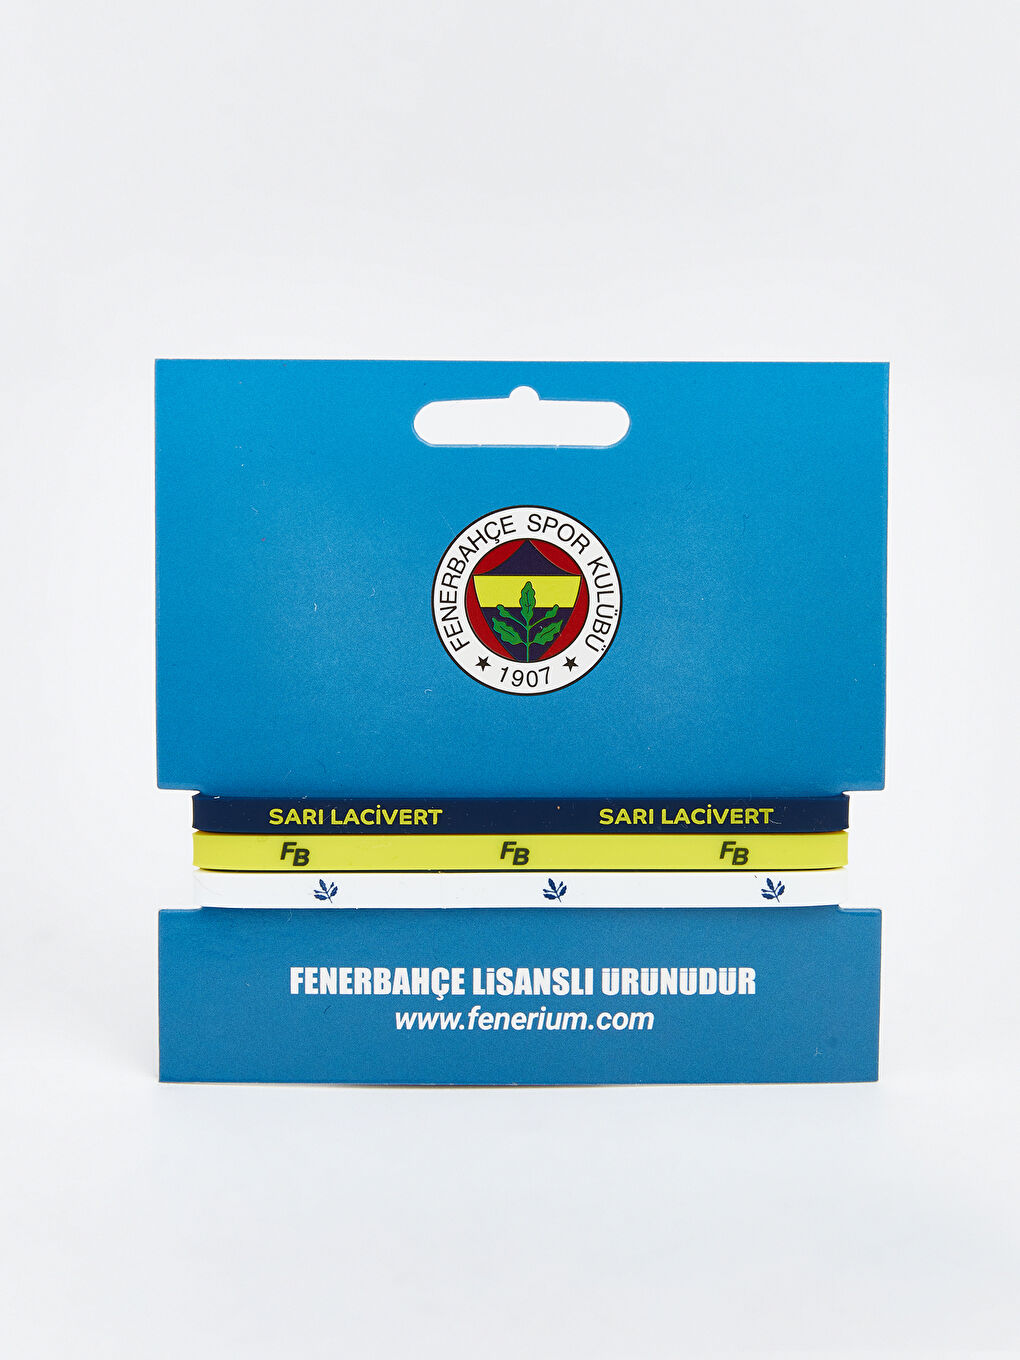 FENERBAHÇE SPOR KULÜBÜ
★ 1907 ★
SARI LACİVERT SARI LACİVERT
FB FB FB
FENERBAHÇE LİSANSLI ÜRÜNÜDÜR
www.fenerium.com